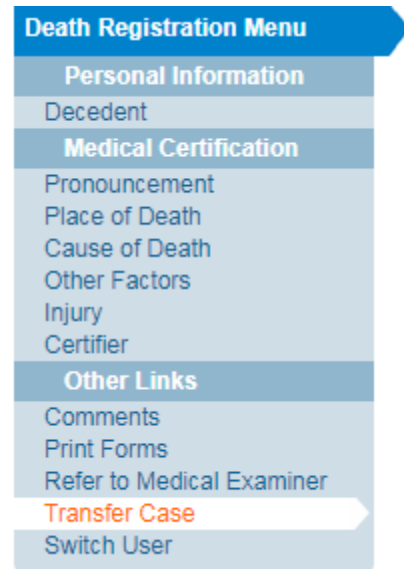 Death Registration Menu
Personal Information
Decedent
Medical Certification
Pronouncement
Place of Death
Cause of Death
Other Factors
Injury
Certifier
Other Links
Comments
Print Forms
Refer to Medical Examiner
Transfer Case
Switch User